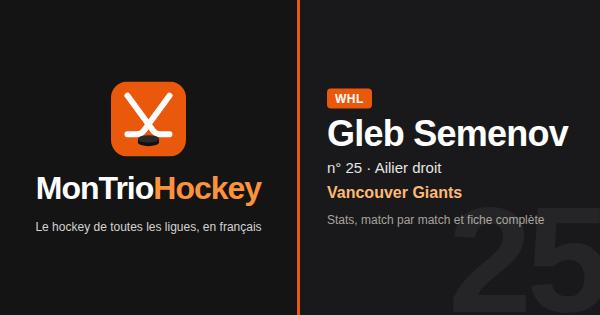 MonTrioHockey
Le hockey de toutes les ligues, en français
WHL
Gleb Semenov
n° 25 · Ailier droit
Vancouver Giants
Stats, match par match et fiche complète
25